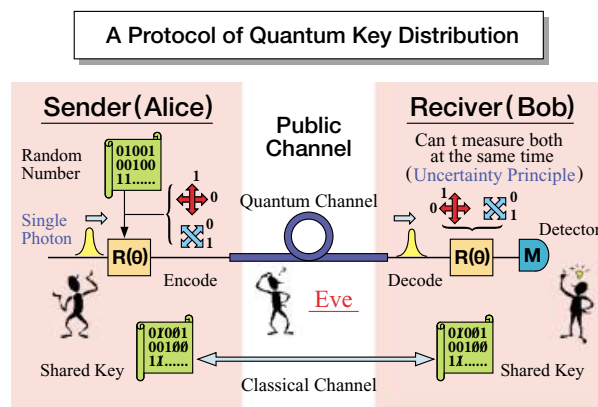 A Protocol of Quantum Key Distribution
Sender(Alice)
Random
Number
01001
00100
11......
1
0
0
1
Single
Photon
R(θ)
Encode
Shared Key
01001
00100
11......
Public
Channel
Quantum Channel
Eve
Classical Channel
Reciver(Bob)
Can t measure both
at the same time
(Uncertainty Principle)
1
0
0
1
Detector
R(θ)
M
Decode
01001
00100
11......
Shared Key